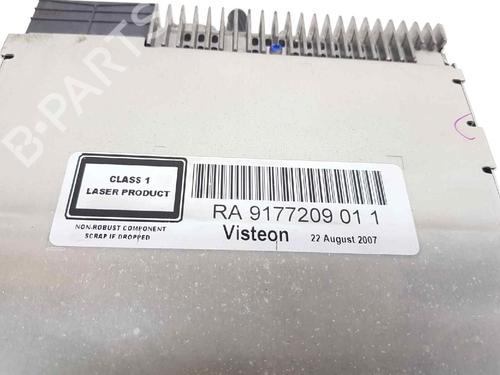 CLASS 1
LASER PRODUCT
NON-ROBUST COMPONENT
SCRAP IF DROPPED
RA 9177209 01 1
Visteon 22 August 2007
B-PARTS